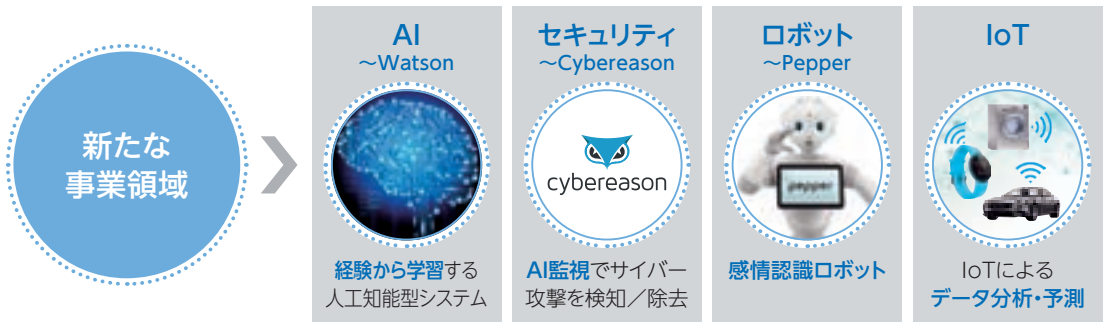 新たな
事業領域
AI
～Watson
経験から学習する
人工知能型システム
セキュリティ
～Cybereason
cybereason
AI監視でサイバー
攻撃を検知／除去
ロボット
～Pepper
pepper
感情認識ロボット
IoT
IoTによる
データ分析・予測